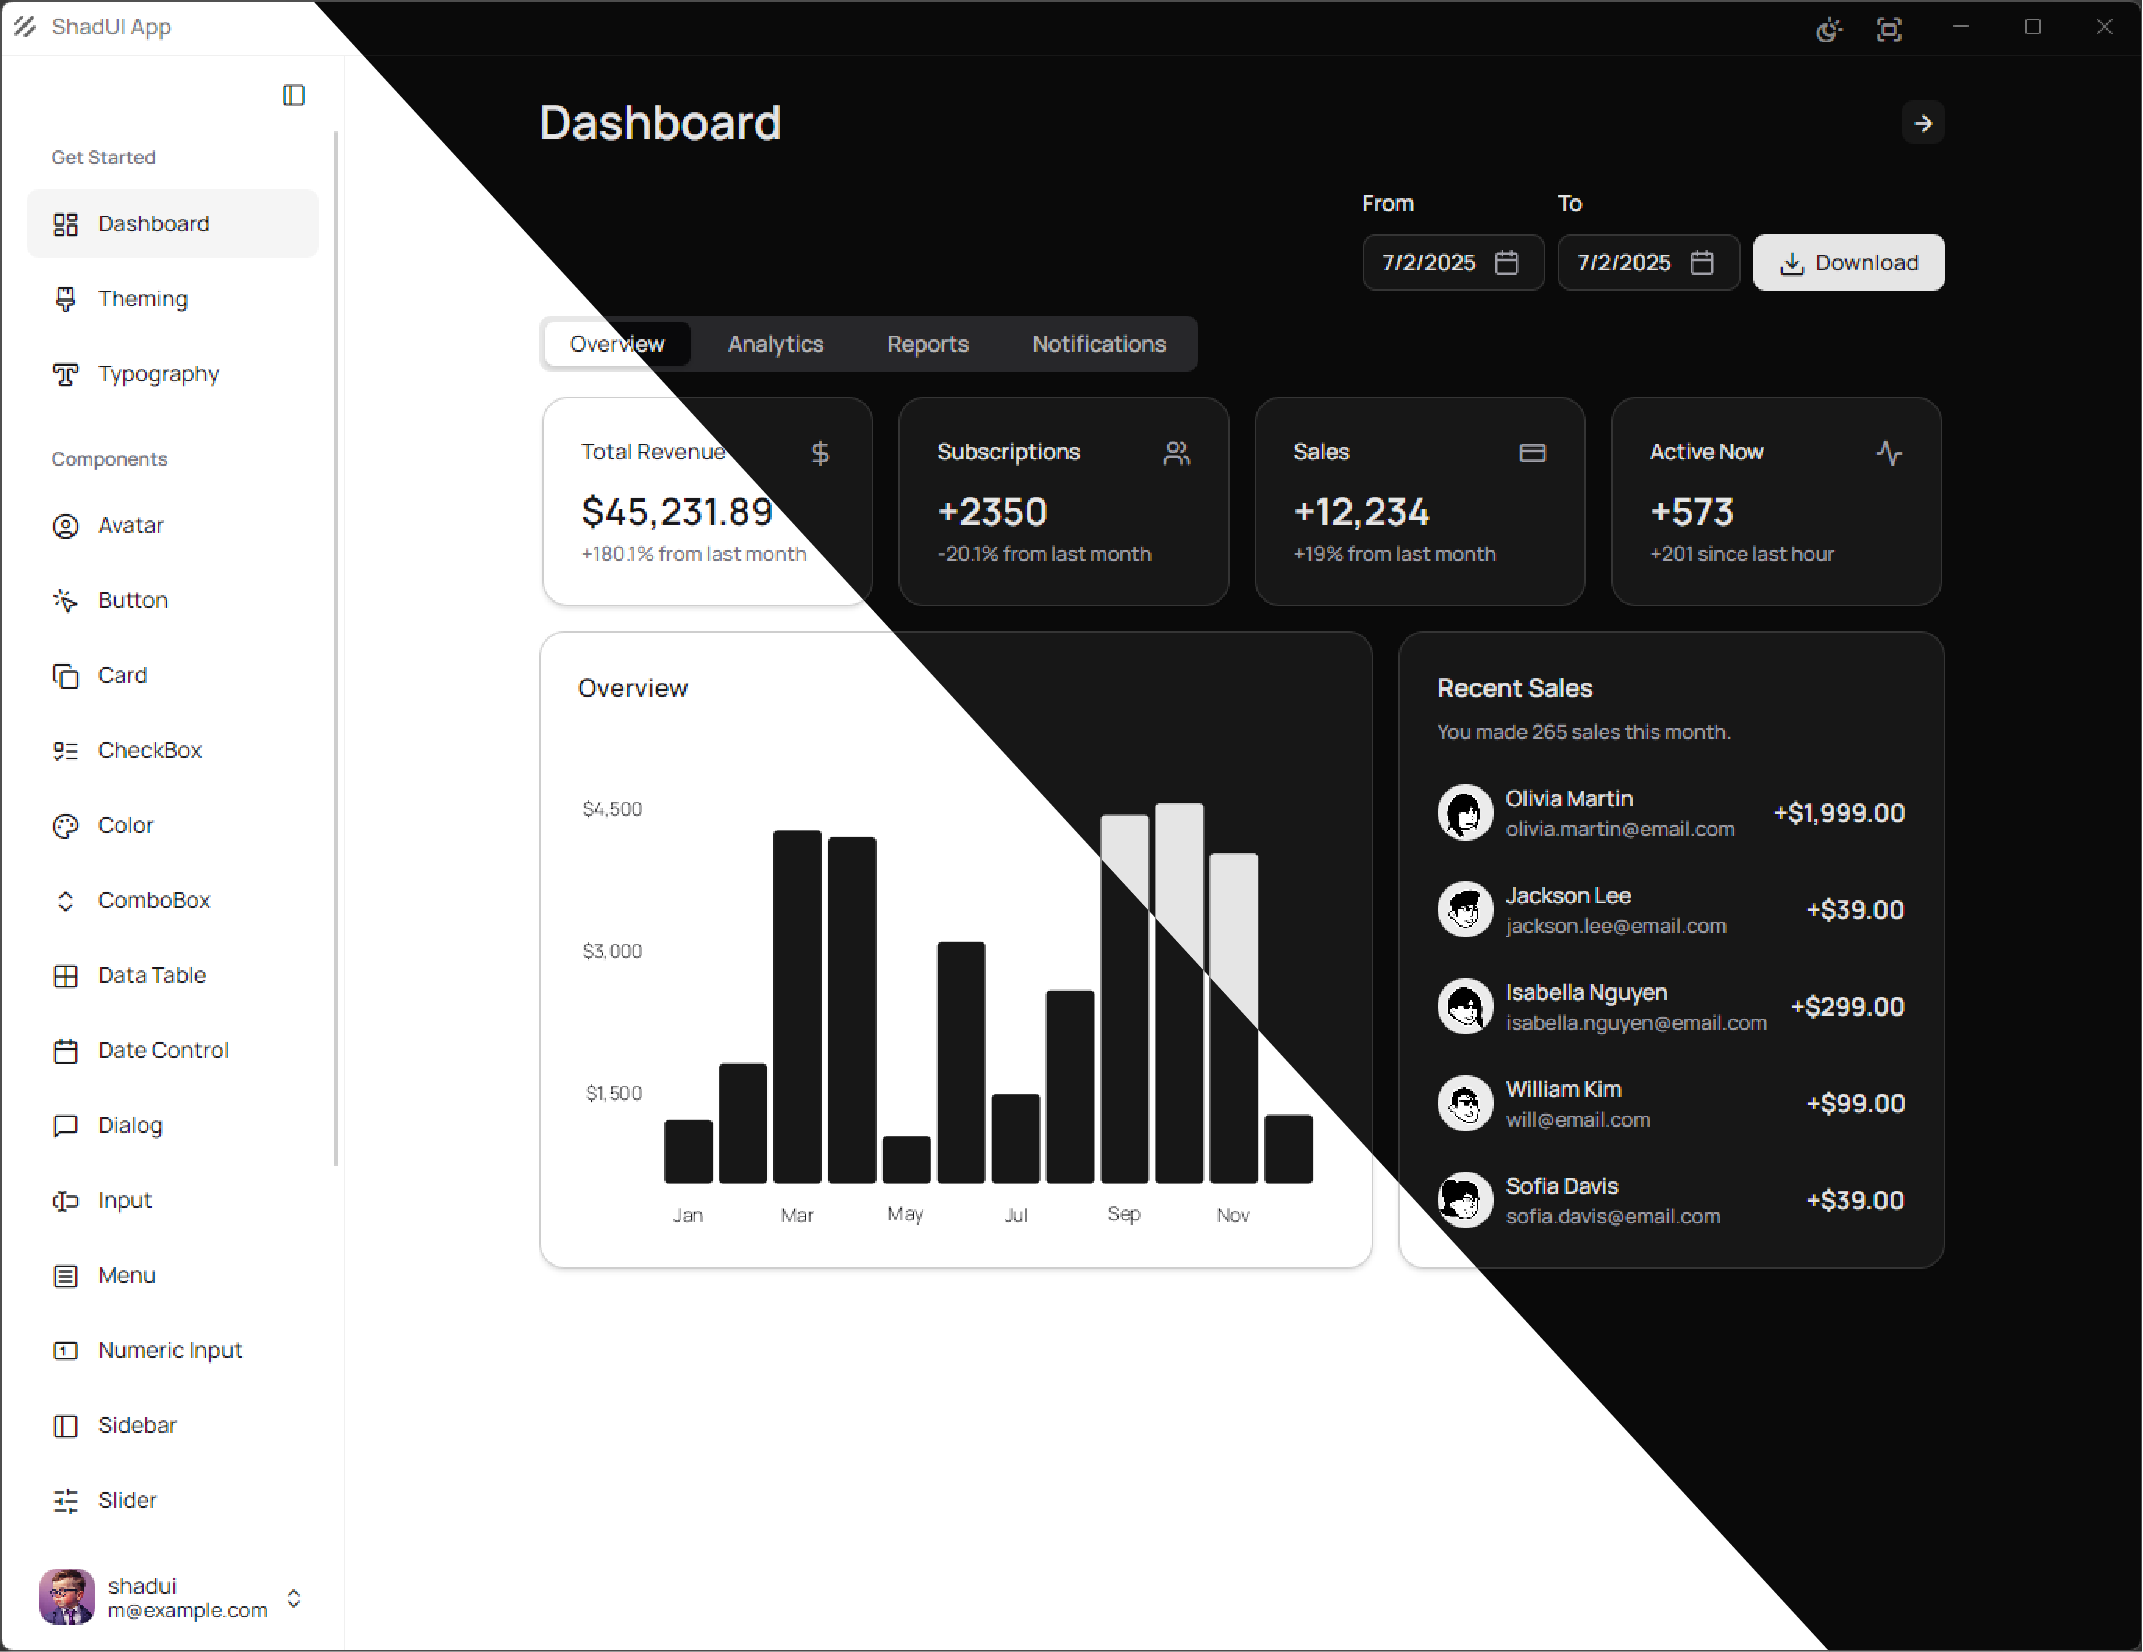 ShadUI App
Get Started
Dashboard
Theming
Typography
Components
Avatar
Button
Card
CheckBox
Color
ComboBox
Data Table
Date Control
Dialog
Input
Menu
Numeric Input
Sidebar
Slider
shadui
m@example.com
Dashboard
From
To
7/2/2025
7/2/2025
Download
Overview
Analytics
Reports
Notifications
Total Revenue
$45,231.89
+180.1% from last month
Subscriptions
+2350
-20.1% from last month
Sales
+12,234
+19% from last month
Active Now
+573
+201 since last hour
Overview
$4,500
$3,000
$1,500
Jan
Mar
May
Jul
Sep
Nov
Recent Sales
You made 265 sales this month.
Olivia Martin
olivia.martin@email.com
+$1,999.00
Jackson Lee
jackson.lee@email.com
+$39.00
Isabella Nguyen
isabella.nguyen@email.com
+$299.00
William Kim
will@email.com
+$99.00
Sofia Davis
sofia.davis@email.com
+$39.00